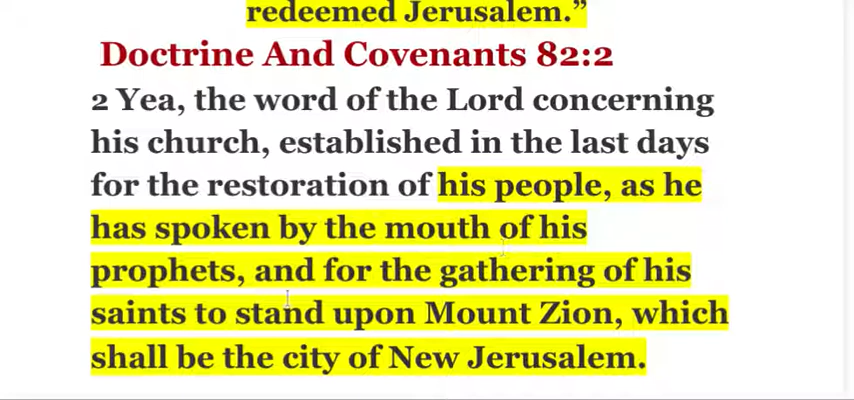 redeemed Jerusalem.”
Doctrine And Covenants 82:2
2 Yea, the word of the Lord concerning
his church, established in the last days
for the restoration of his people, as he
has spoken by the mouth of his
prophets, and for the gathering of his
saints to stand upon Mount Zion, which
shall be the city of New Jerusalem.